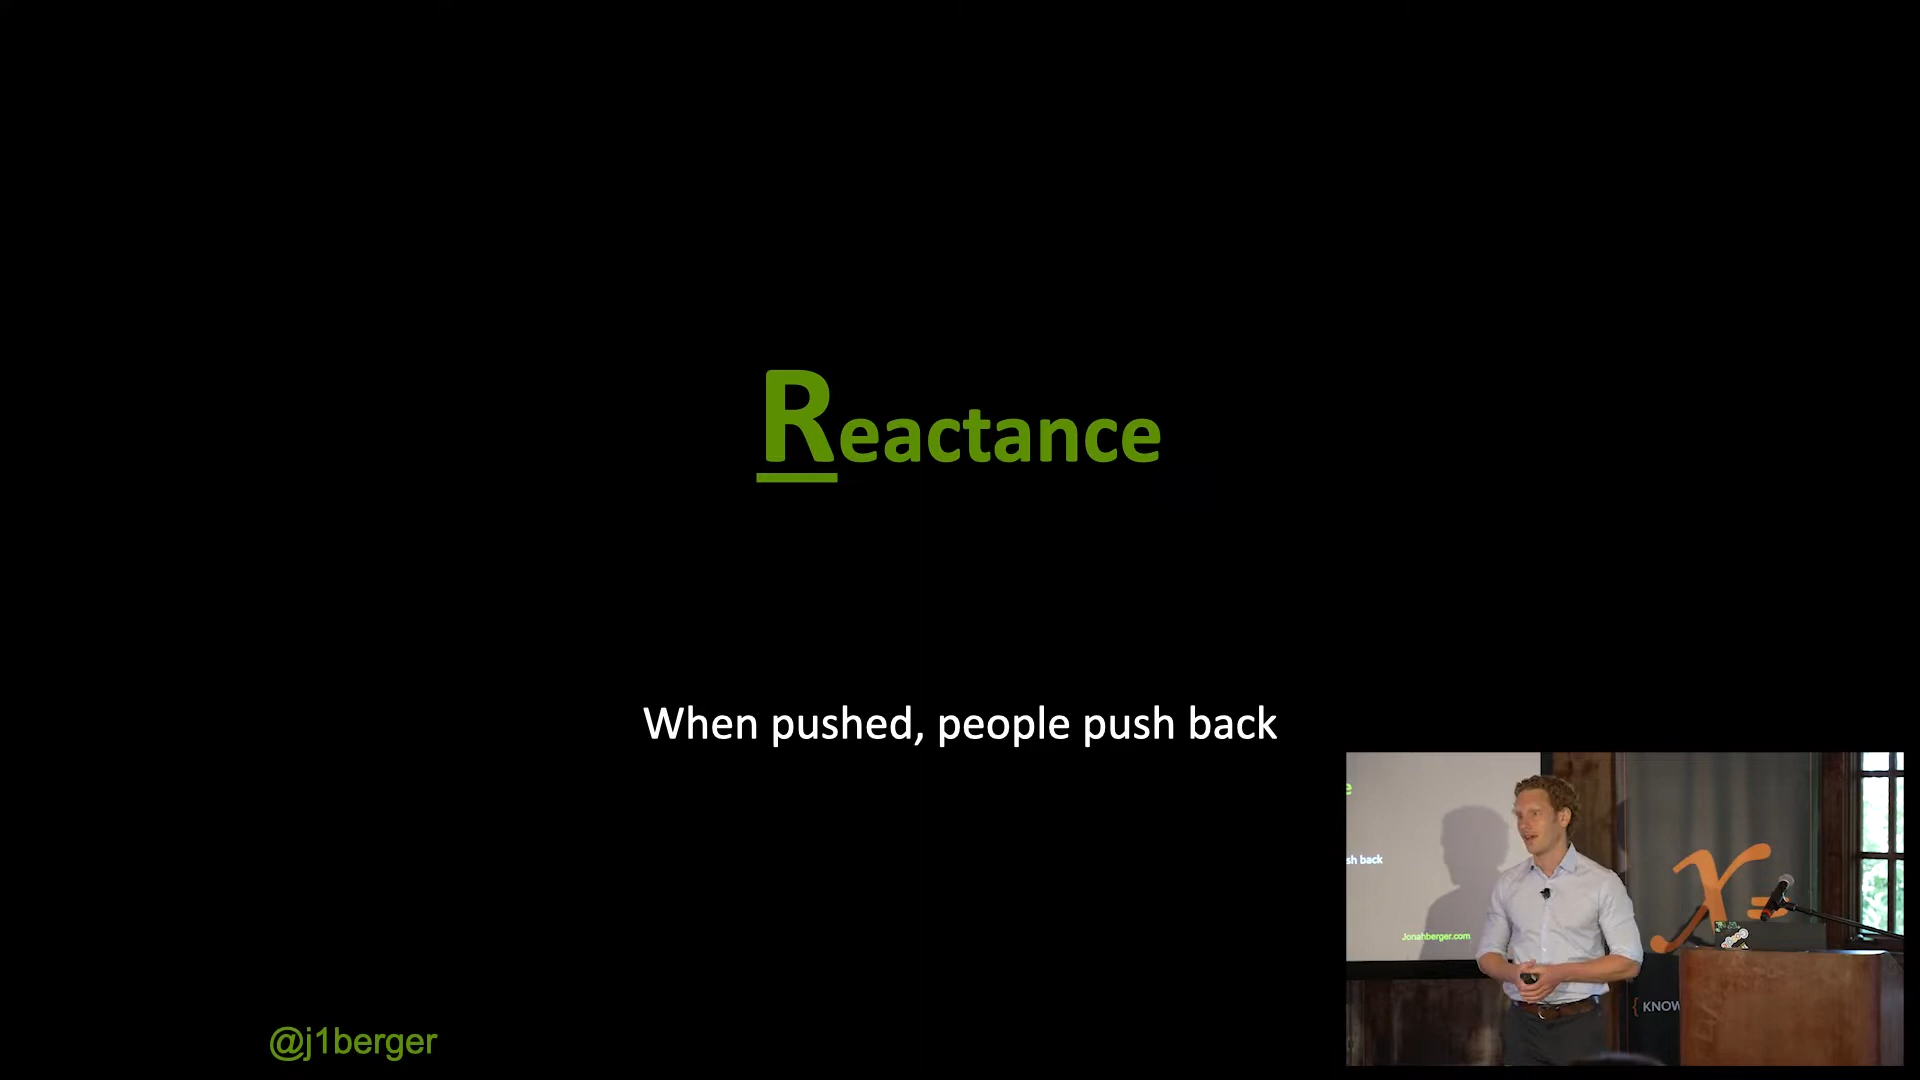 Reactance
When pushed, people push back
@j1berger
e
sh back
Jonahberger.com
X=
{ KNOW